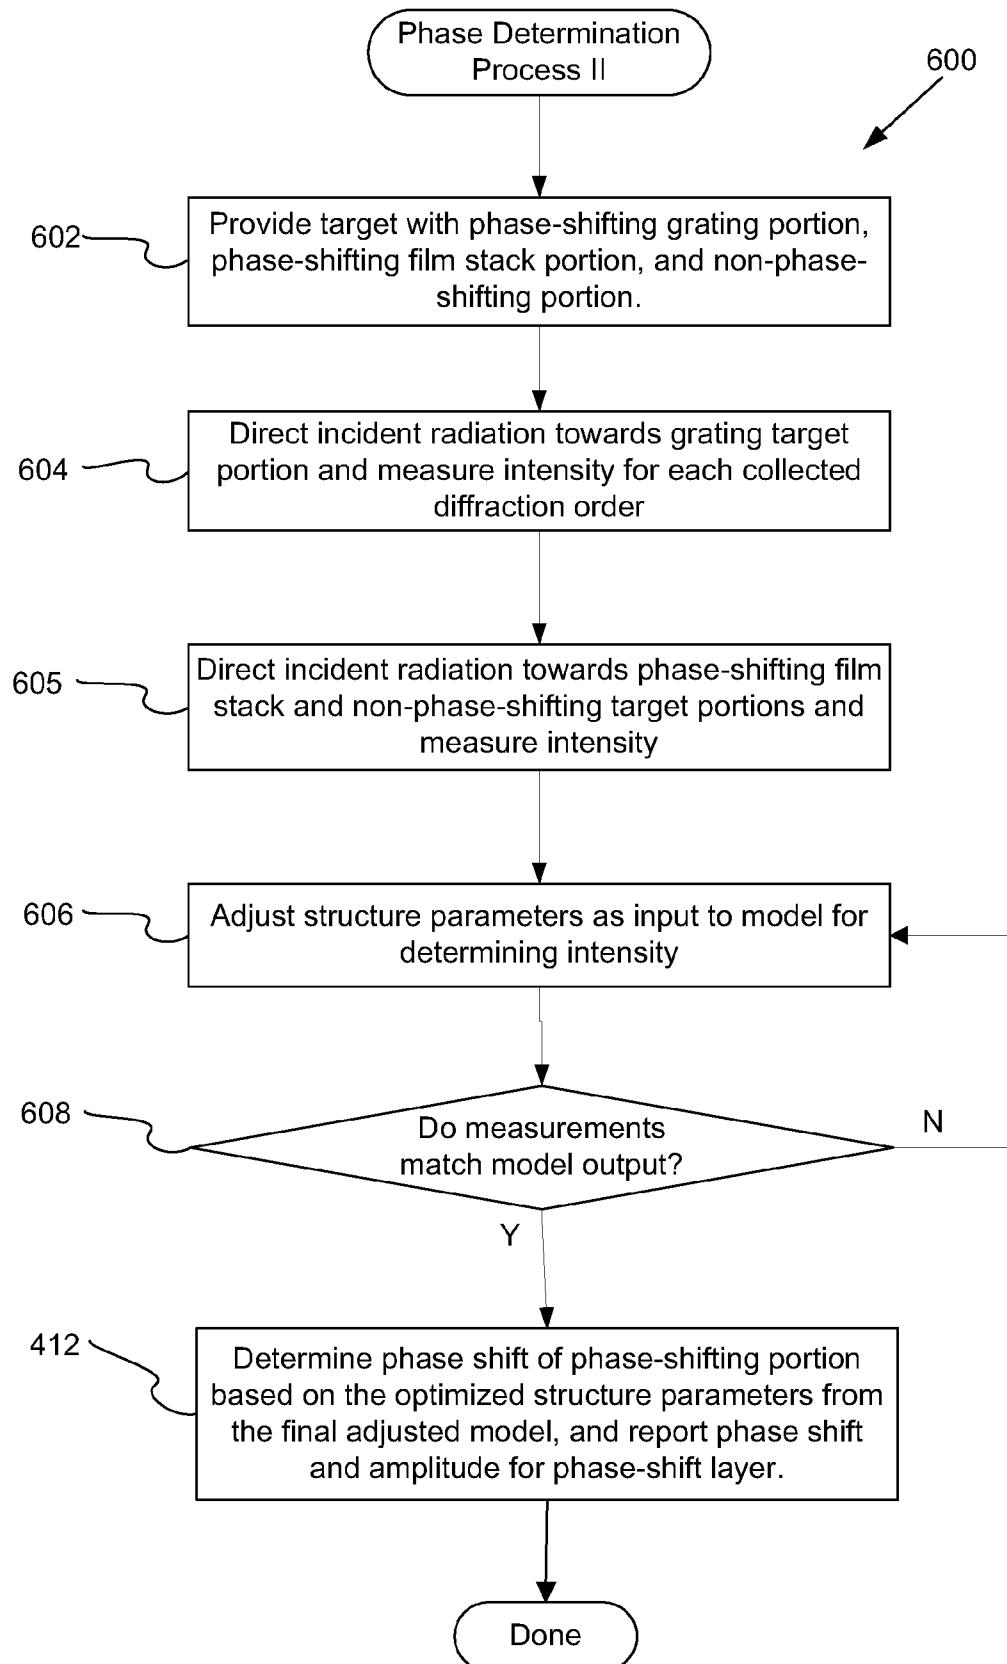 Phase Determination
Process II
600
602
Provide target with phase-shifting grating portion,
phase-shifting film stack portion, and non-phase-
shifting portion.
604
Direct incident radiation towards grating target
portion and measure intensity for each collected
diffraction order
605
Direct incident radiation towards phase-shifting film
stack and non-phase-shifting target portions and
measure intensity
606
Adjust structure parameters as input to model for
determining intensity
608
Do measurements
match model output?
N
Y
412
Determine phase shift of phase-shifting portion
based on the optimized structure parameters from
the final adjusted model, and report phase shift
and amplitude for phase-shift layer.
Done